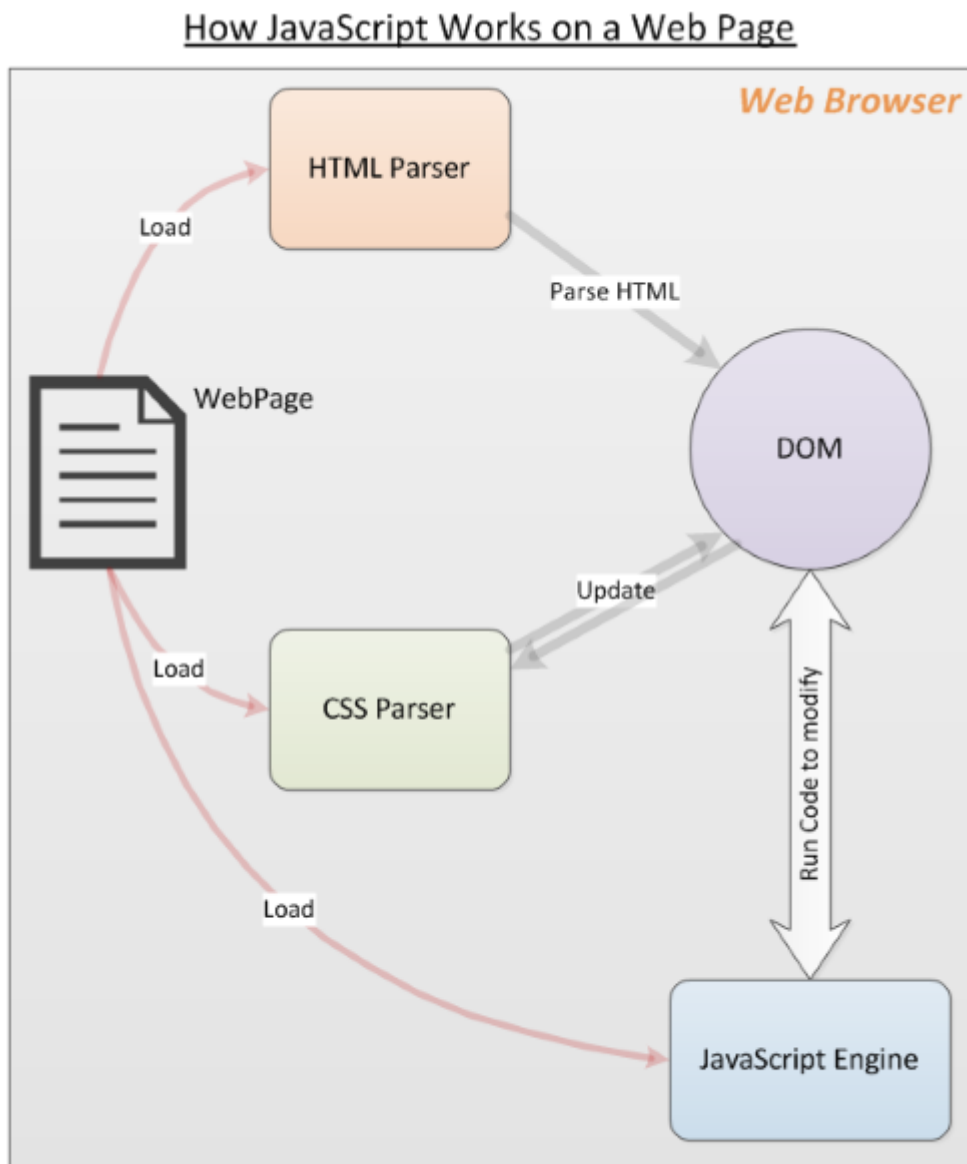 How JavaScript Works on a Web Page
Web Browser
HTML Parser
Load
Parse HTML
WebPage
DOM
Update
Load
CSS Parser
Run Code to modify
Load
JavaScript Engine